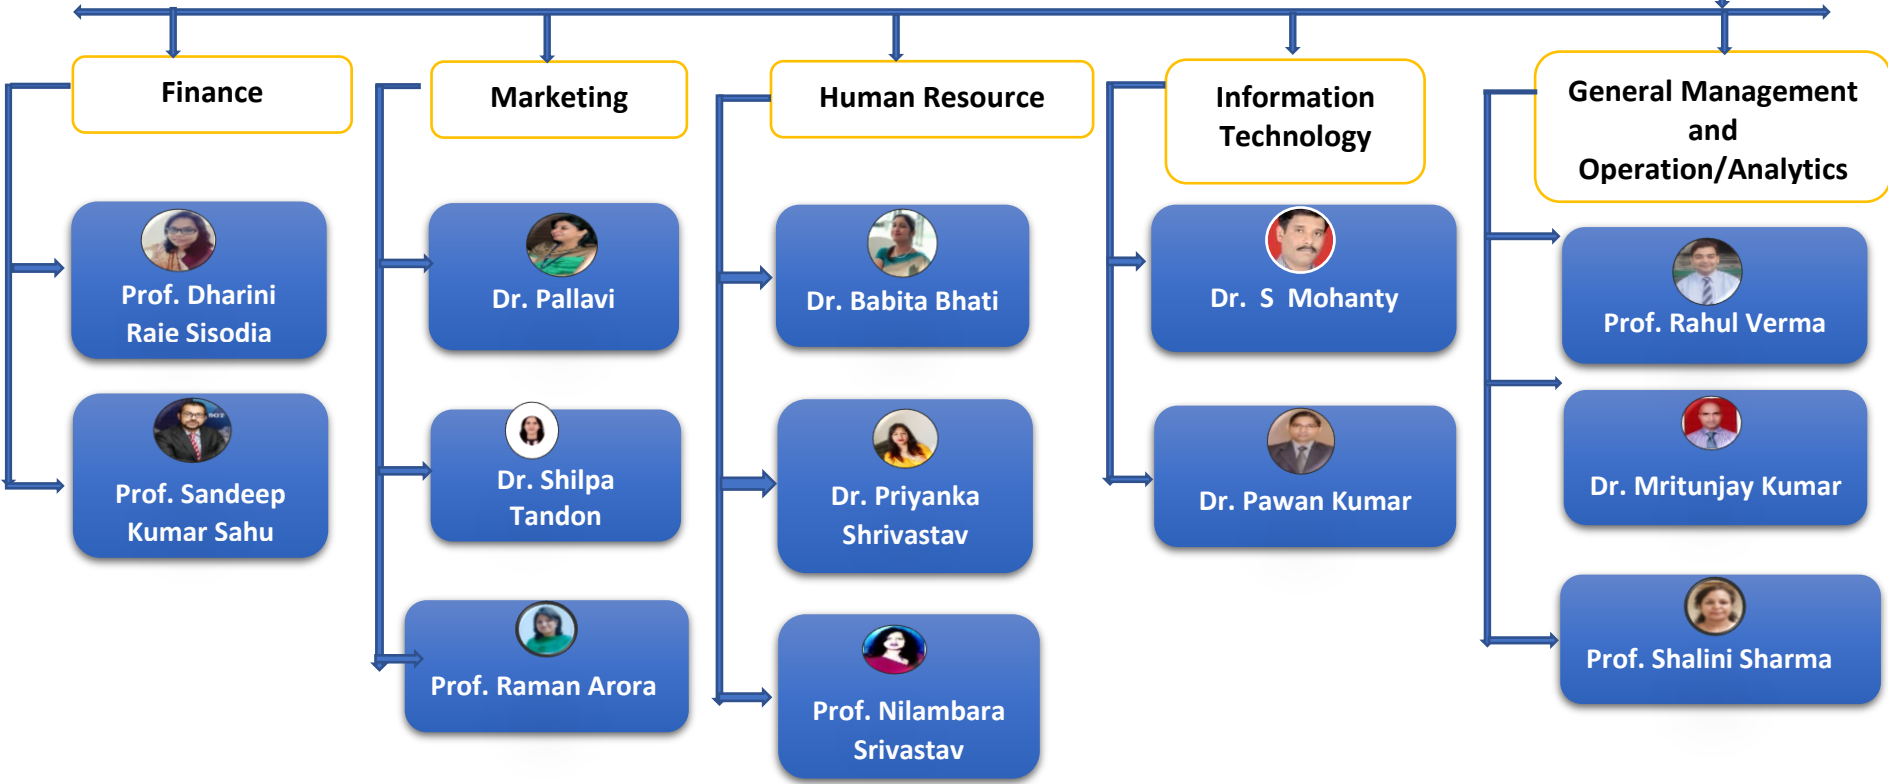 Finance
Prof. Dharini
Raie Sisodia
Prof. Sandeep
Kumar Sahu
Marketing
Dr. Pallavi
Dr. Shilpa
Tandon
Prof. Raman Arora
Human Resource
Dr. Babita Bhati
Dr. Priyanka
Shrivastav
Prof. Nilambara
Srivastav
Information
Technology
Dr. S Mohanty
Dr. Pawan Kumar
General Management
and
Operation/Analytics
Prof. Rahul Verma
Dr. Mritunjay Kumar
Prof. Shalini Sharma